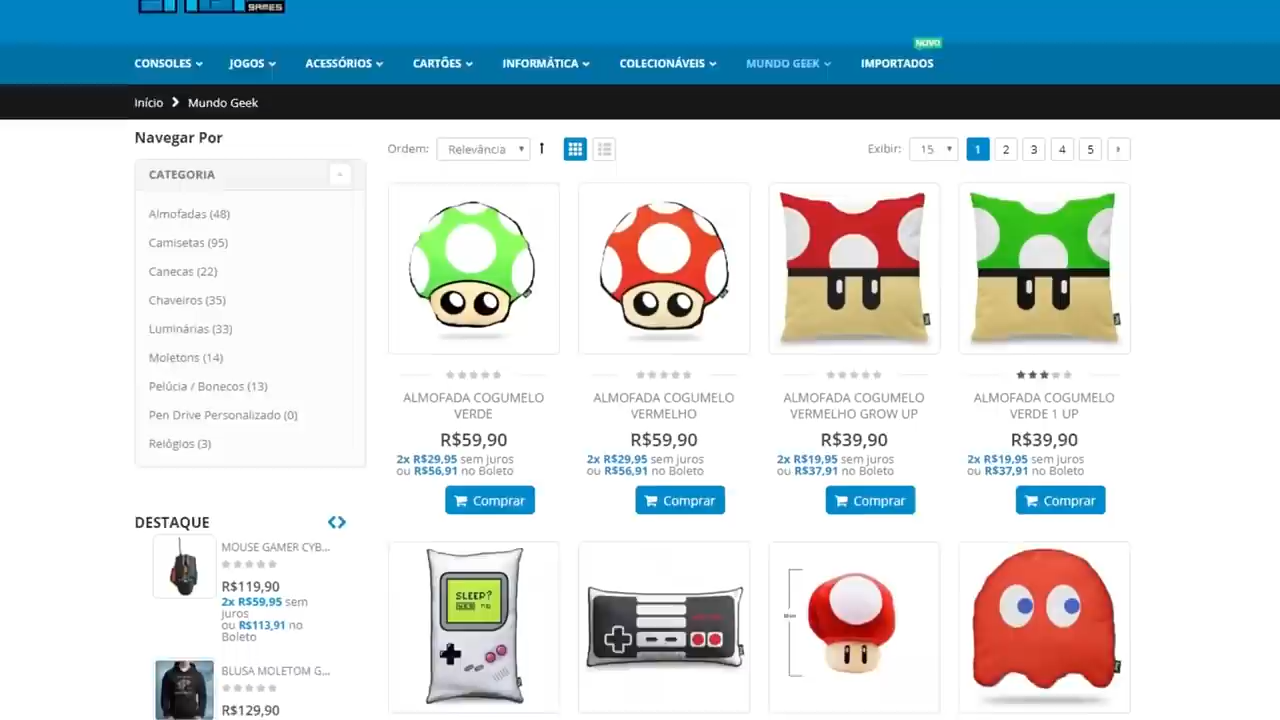 GAMES
NOVO
CONSOLES JOGOS ACESSÓRIOS CARTÕES INFORMÁTICA COLECIONÁVEIS MUNDO GEEK IMPORTADOS
Início Mundo Geek
Navegar Por
Ordem: Relevância
Exibir: 15 1 2 3 4 5
CATEGORIA
Almofadas (48)
Camisetas (95)
Canecas (22)
Chaveiros (35)
Luminárias (33)
Moletons (14)
Pelúcia / Bonecos (13)
Pen Drive Personalizado (0)
Relógios (3)
ALMOFADA COGUMELO
VERDE
R$59,90
2x R$29,95 sem juros
ou R$56,91 no Boleto
Comprar
ALMOFADA COGUMELO
VERMELHO
R$59,90
2x R$29,95 sem juros
ou R$56,91 no Boleto
Comprar
ALMOFADA COGUMELO
VERMELHO GROW UP
R$39,90
2x R$19,95 sem juros
ou R$37,91 no Boleto
Comprar
ALMOFADA COGUMELO
VERDE 1 UP
R$39,90
2x R$19,95 sem juros
ou R$37,91 no Boleto
Comprar
DESTAQUE
MOUSE GAMER CYB...
R$119,90
2x R$59,95 sem
juros
ou R$113,91 no
Boleto
BLUSA MOLETOM G...
R$129,90
SLEEP?